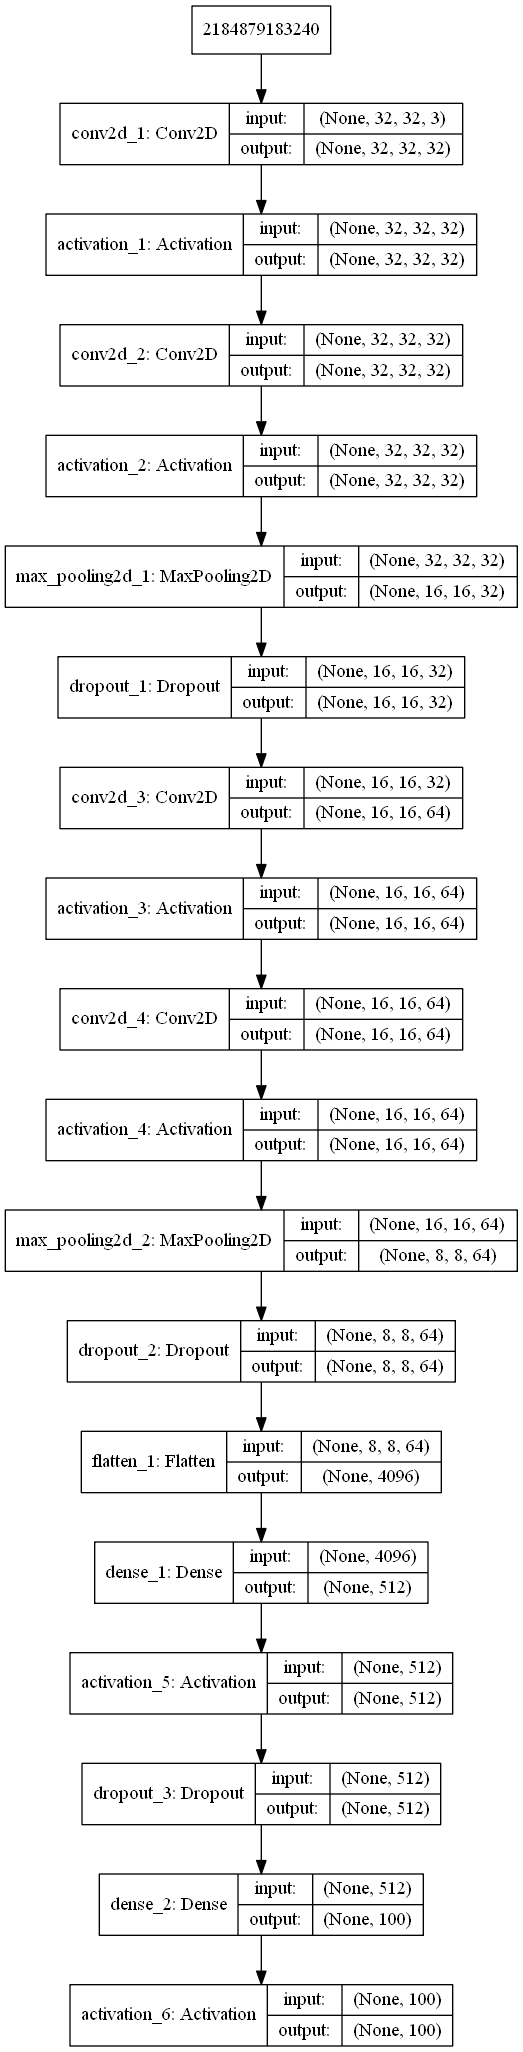 2184879183240
conv2d_1: Conv2D
input:
(None, 32, 32, 3)
output:
(None, 32, 32, 32)
activation_1: Activation
input:
(None, 32, 32, 32)
output:
(None, 32, 32, 32)
conv2d_2: Conv2D
input:
(None, 32, 32, 32)
output:
(None, 32, 32, 32)
activation_2: Activation
input:
(None, 32, 32, 32)
output:
(None, 32, 32, 32)
max_pooling2d_1: MaxPooling2D
input:
(None, 32, 32, 32)
output:
(None, 16, 16, 32)
dropout_1: Dropout
input:
(None, 16, 16, 32)
output:
(None, 16, 16, 32)
conv2d_3: Conv2D
input:
(None, 16, 16, 32)
output:
(None, 16, 16, 64)
activation_3: Activation
input:
(None, 16, 16, 64)
output:
(None, 16, 16, 64)
conv2d_4: Conv2D
input:
(None, 16, 16, 64)
output:
(None, 16, 16, 64)
activation_4: Activation
input:
(None, 16, 16, 64)
output:
(None, 16, 16, 64)
max_pooling2d_2: MaxPooling2D
input:
(None, 16, 16, 64)
output:
(None, 8, 8, 64)
dropout_2: Dropout
input:
(None, 8, 8, 64)
output:
(None, 8, 8, 64)
flatten_1: Flatten
input:
(None, 8, 8, 64)
output:
(None, 4096)
dense_1: Dense
input:
(None, 4096)
output:
(None, 512)
activation_5: Activation
input:
(None, 512)
output:
(None, 512)
dropout_3: Dropout
input:
(None, 512)
output:
(None, 512)
dense_2: Dense
input:
(None, 512)
output:
(None, 100)
activation_6: Activation
input:
(None, 100)
output:
(None, 100)